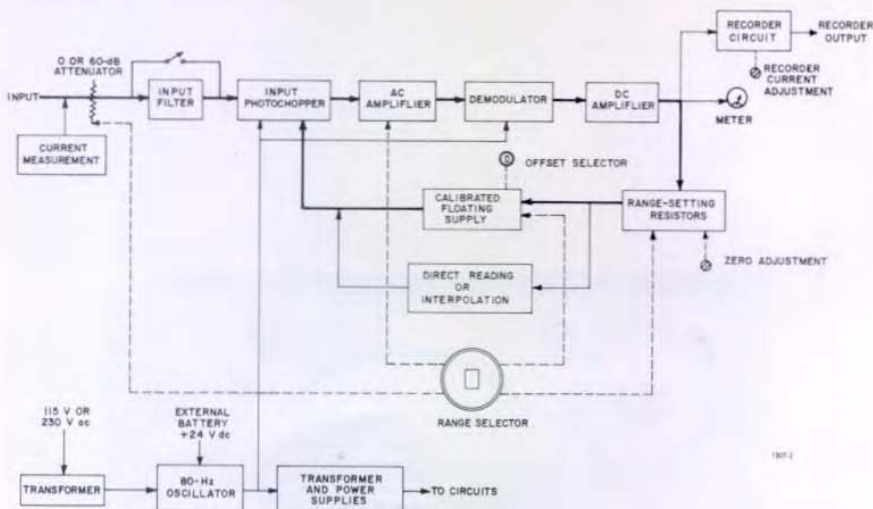 RECORDER
CIRCUIT
RECORDER
OUTPUT
0 OR 60-dB
ATTENUATOR
RECORDER
CURRENT
ADJUSTMENT
INPUT
INPUT
FILTER
INPUT
PHOTOCHOPPER
AC
AMPLIFLIER
DEMODULATOR
DC
AMPLIFLIER
METER
CURRENT
MEASUREMENT
OFFSET SELECTOR
CALIBRATED
FLOATING
SUPPLY
RANGE-SETTING
RESISTORS
ZERO ADJUSTMENT
DIRECT READING
OR
INTERPOLATION
RANGE SELECTOR
115 V OR
230 V ac
EXTERNAL
BATTERY
+24 V dc
TRANSFORMER
80-Hz
OSCILLATOR
TRANSFORMER
AND POWER
SUPPLIES
TO CIRCUITS